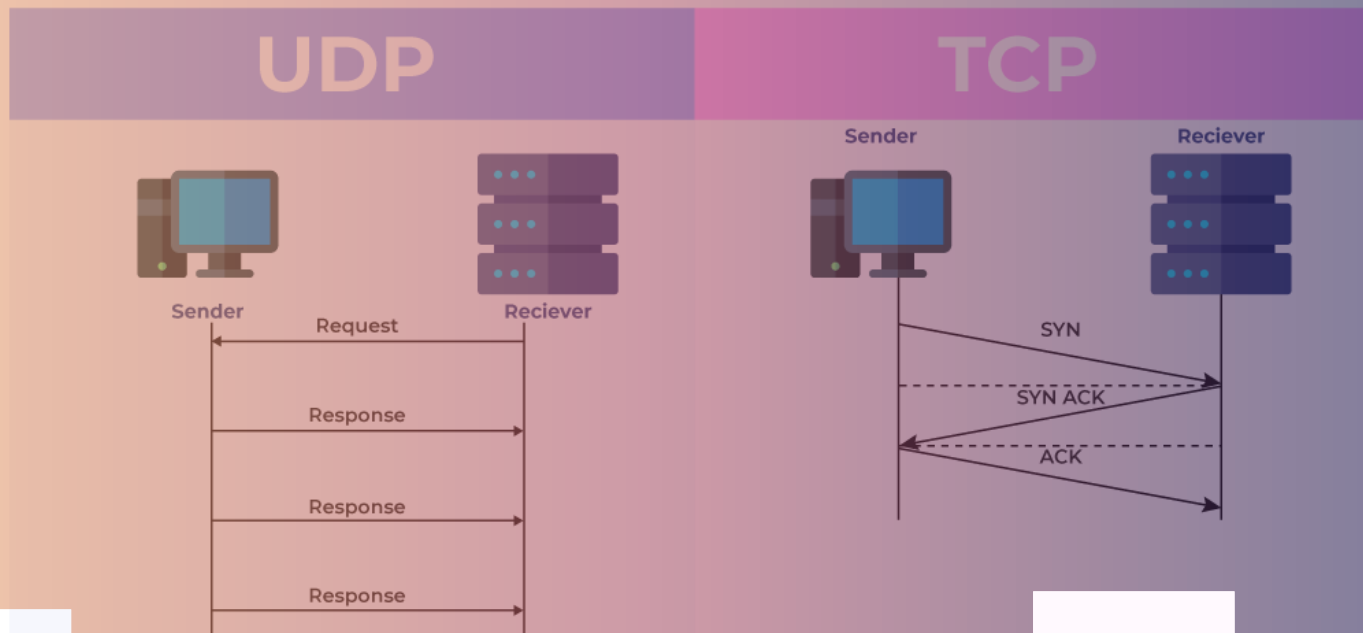 UDP
TCP
Sender
Reciever
Sender
Reciever
Request
Response
Response
Response
SYN
SYN ACK
ACK